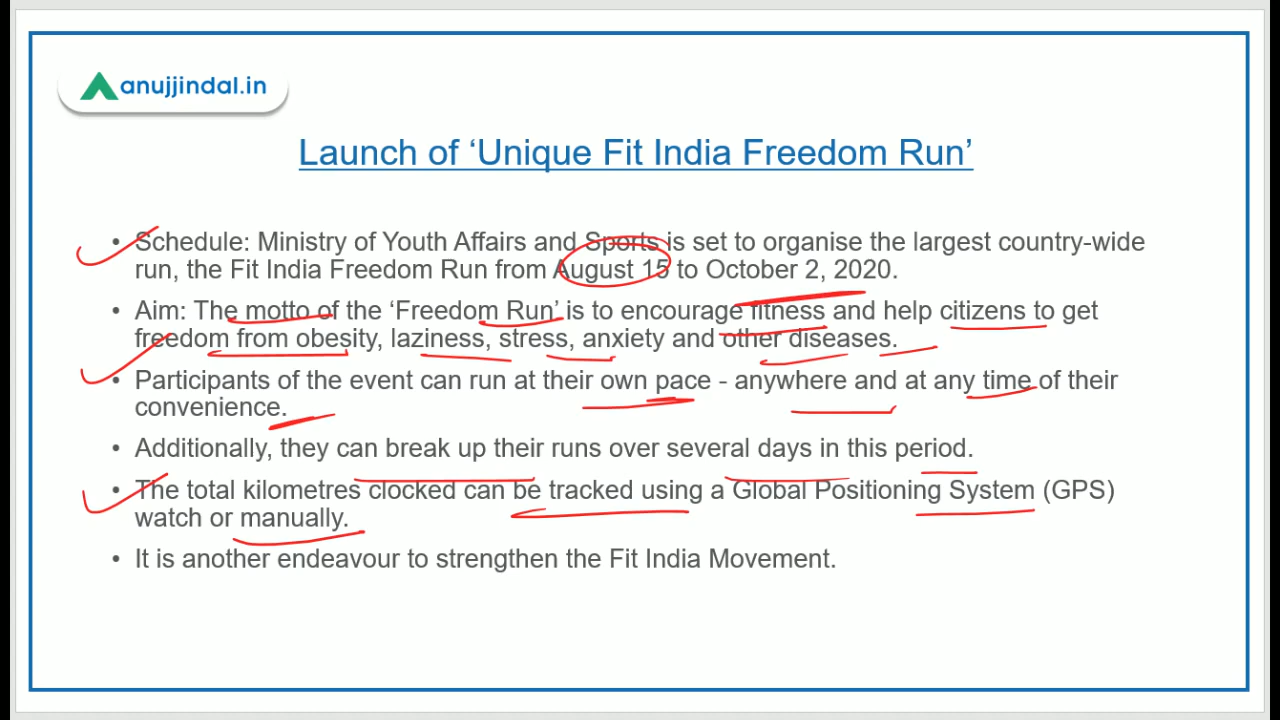 anujjindal.in
Launch of ‘Unique Fit India Freedom Run’
• Schedule: Ministry of Youth Affairs and Sports is set to organise the largest country-wide
run, the Fit India Freedom Run from August 15 to October 2, 2020.
• Aim: The motto of the ‘Freedom Run’ is to encourage fitness and help citizens to get
freedom from obesity, laziness, stress, anxiety and other diseases.
• Participants of the event can run at their own pace - anywhere and at any time of their
convenience.
• Additionally, they can break up their runs over several days in this period.
• The total kilometres clocked can be tracked using a Global Positioning System (GPS)
watch or manually.
• It is another endeavour to strengthen the Fit India Movement.